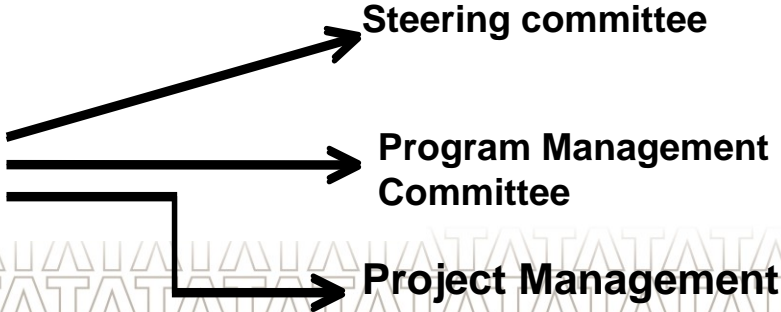 Steering committee
Program Management
Committee
Project Management